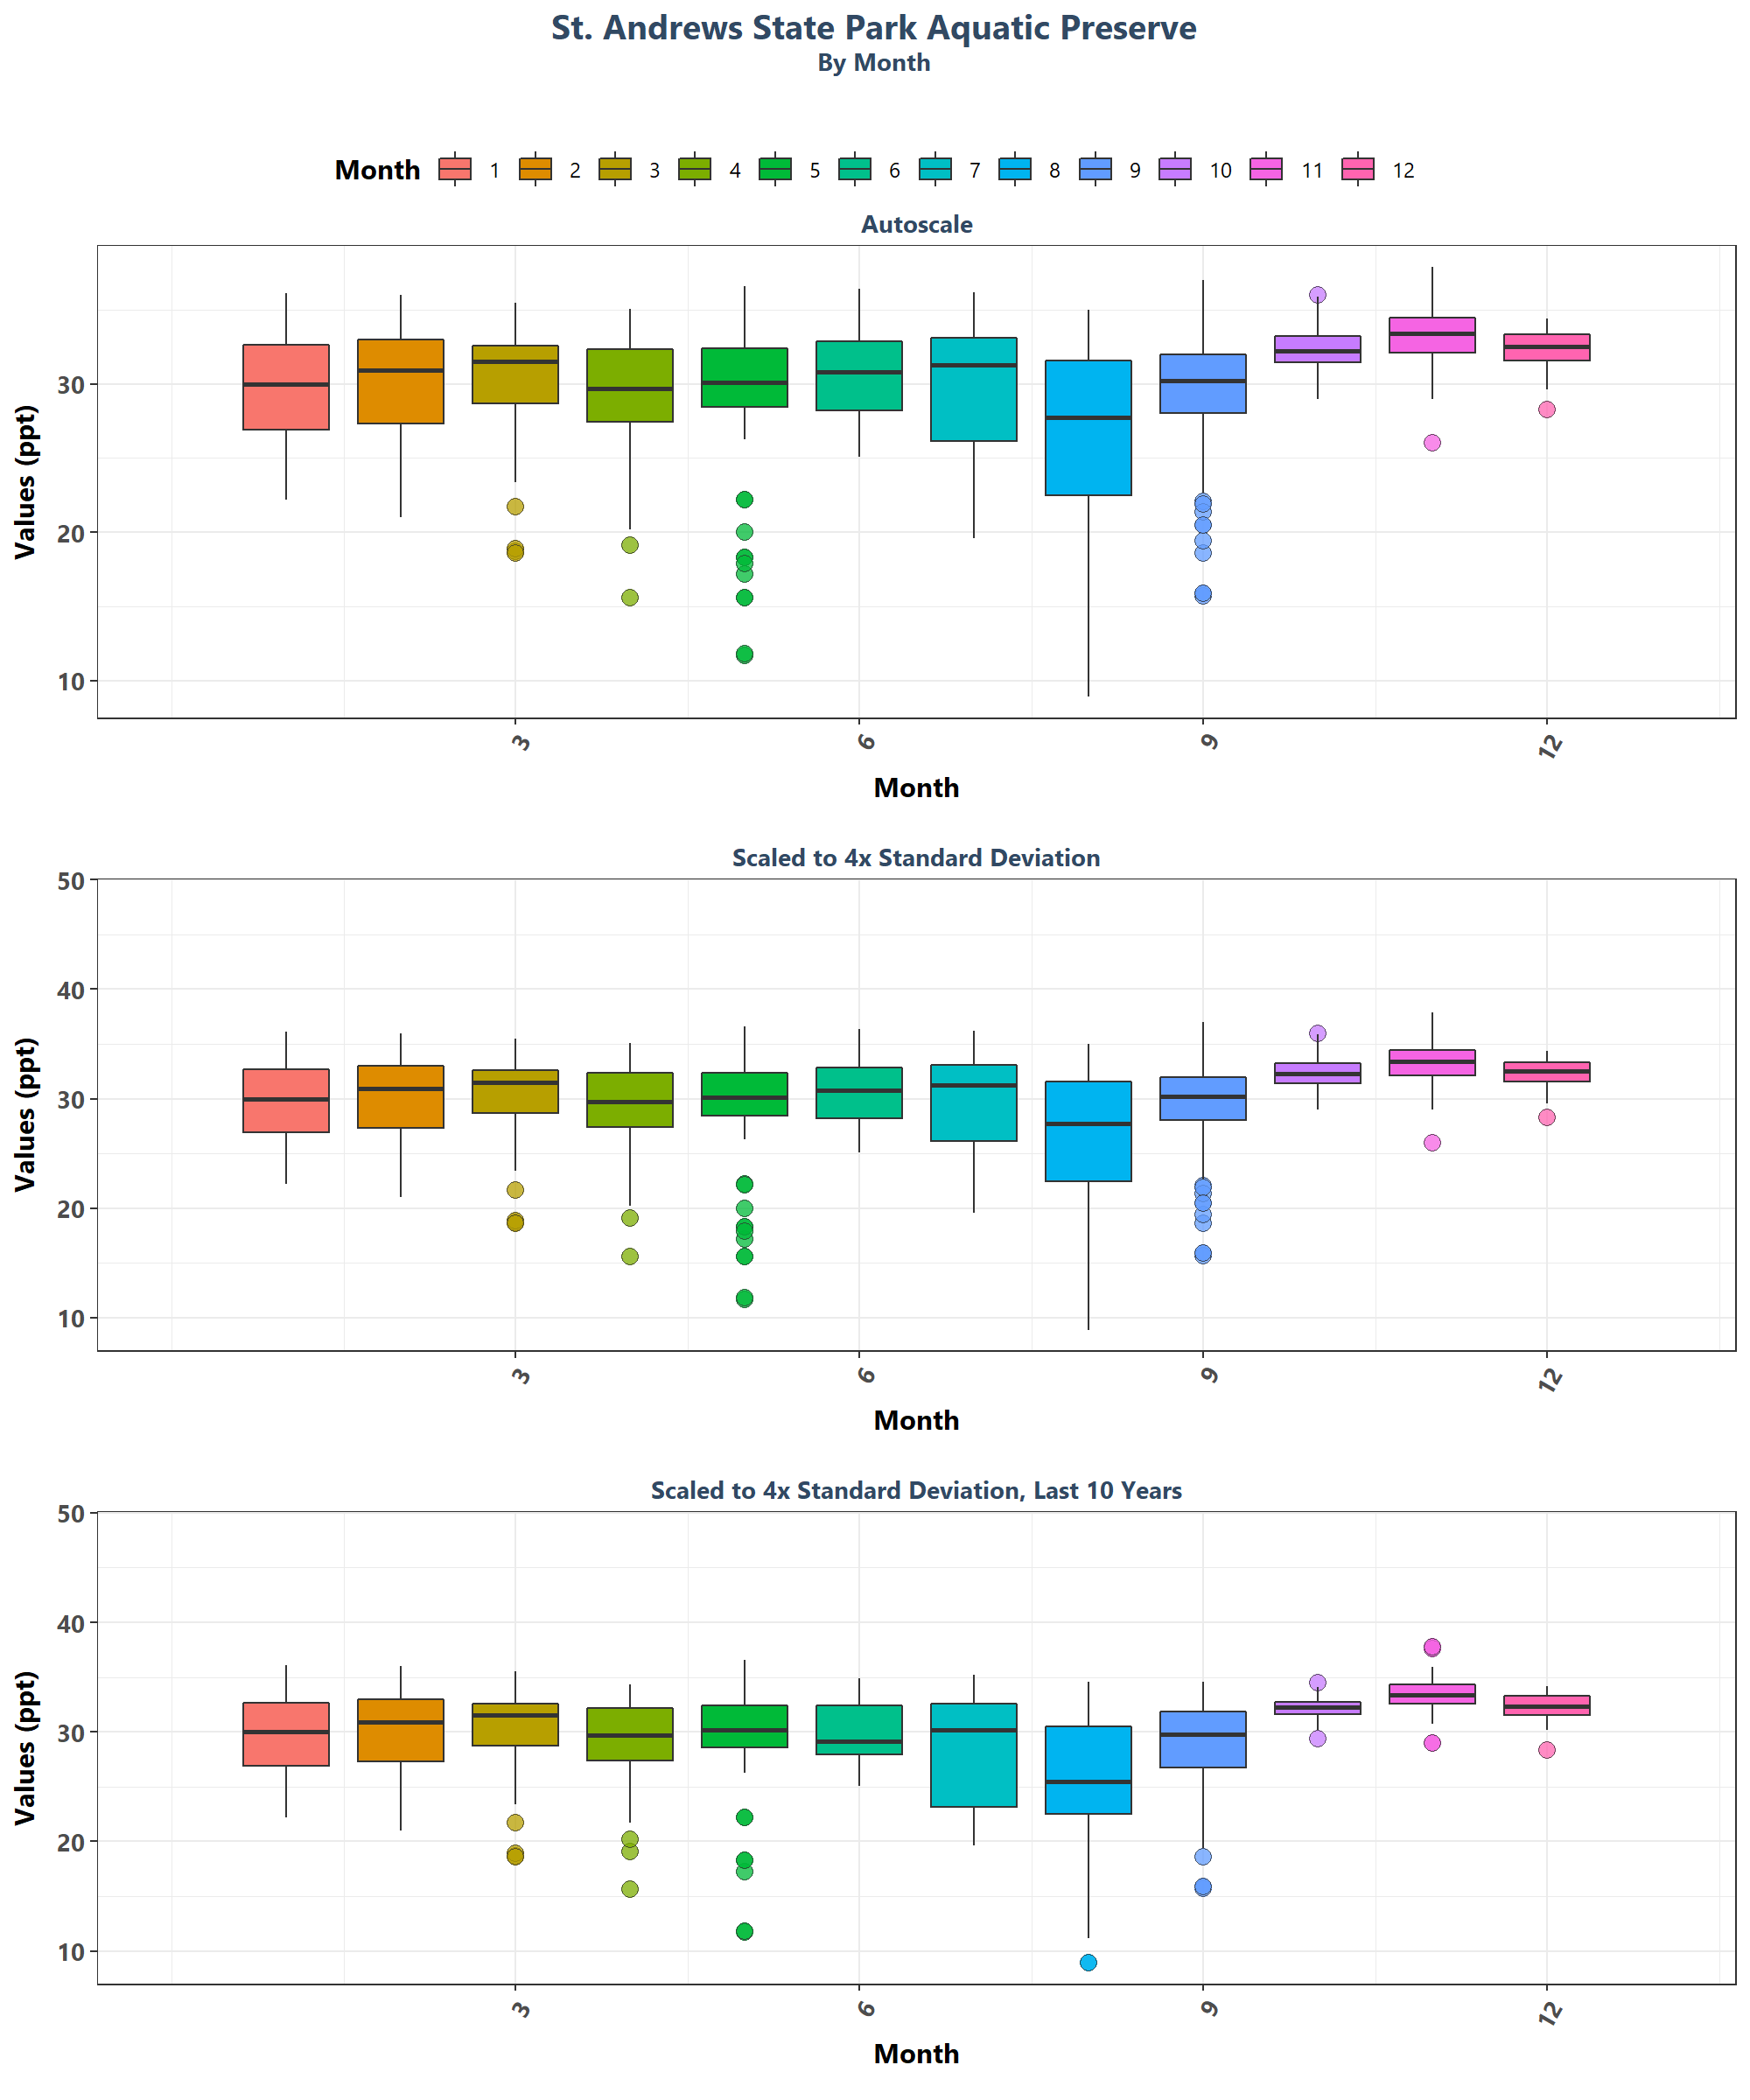 St. Andrews State Park Aquatic Preserve
By Month
Month 1 2 3 4 5 6 7 8 9 10 11 12
Autoscale
Values (ppt)
30
20
10
3 6 9 12
Month
Scaled to 4x Standard Deviation
Values (ppt)
50
40
30
20
10
3 6 9 12
Month
Scaled to 4x Standard Deviation, Last 10 Years
Values (ppt)
50
40
30
20
10
3 6 9 12
Month